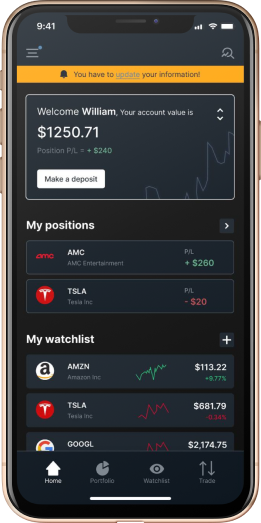 9:41
You have to update your information!
Welcome William, Your account value is
$1250.71
Position P/L = + $240
Make a deposit
My positions
amc
AMC
AMC Entertainment
P/L
+ $260
TSLA
Tesla Inc
P/L
- $20
My watchlist
a
AMZN
Amazon Inc
$113.22
+9.77%
TSLA
Tesla Inc
$681.79
-0.34%
G
GOOGL
$2,174.75
Home
Portfolio
Watchlist
Trade